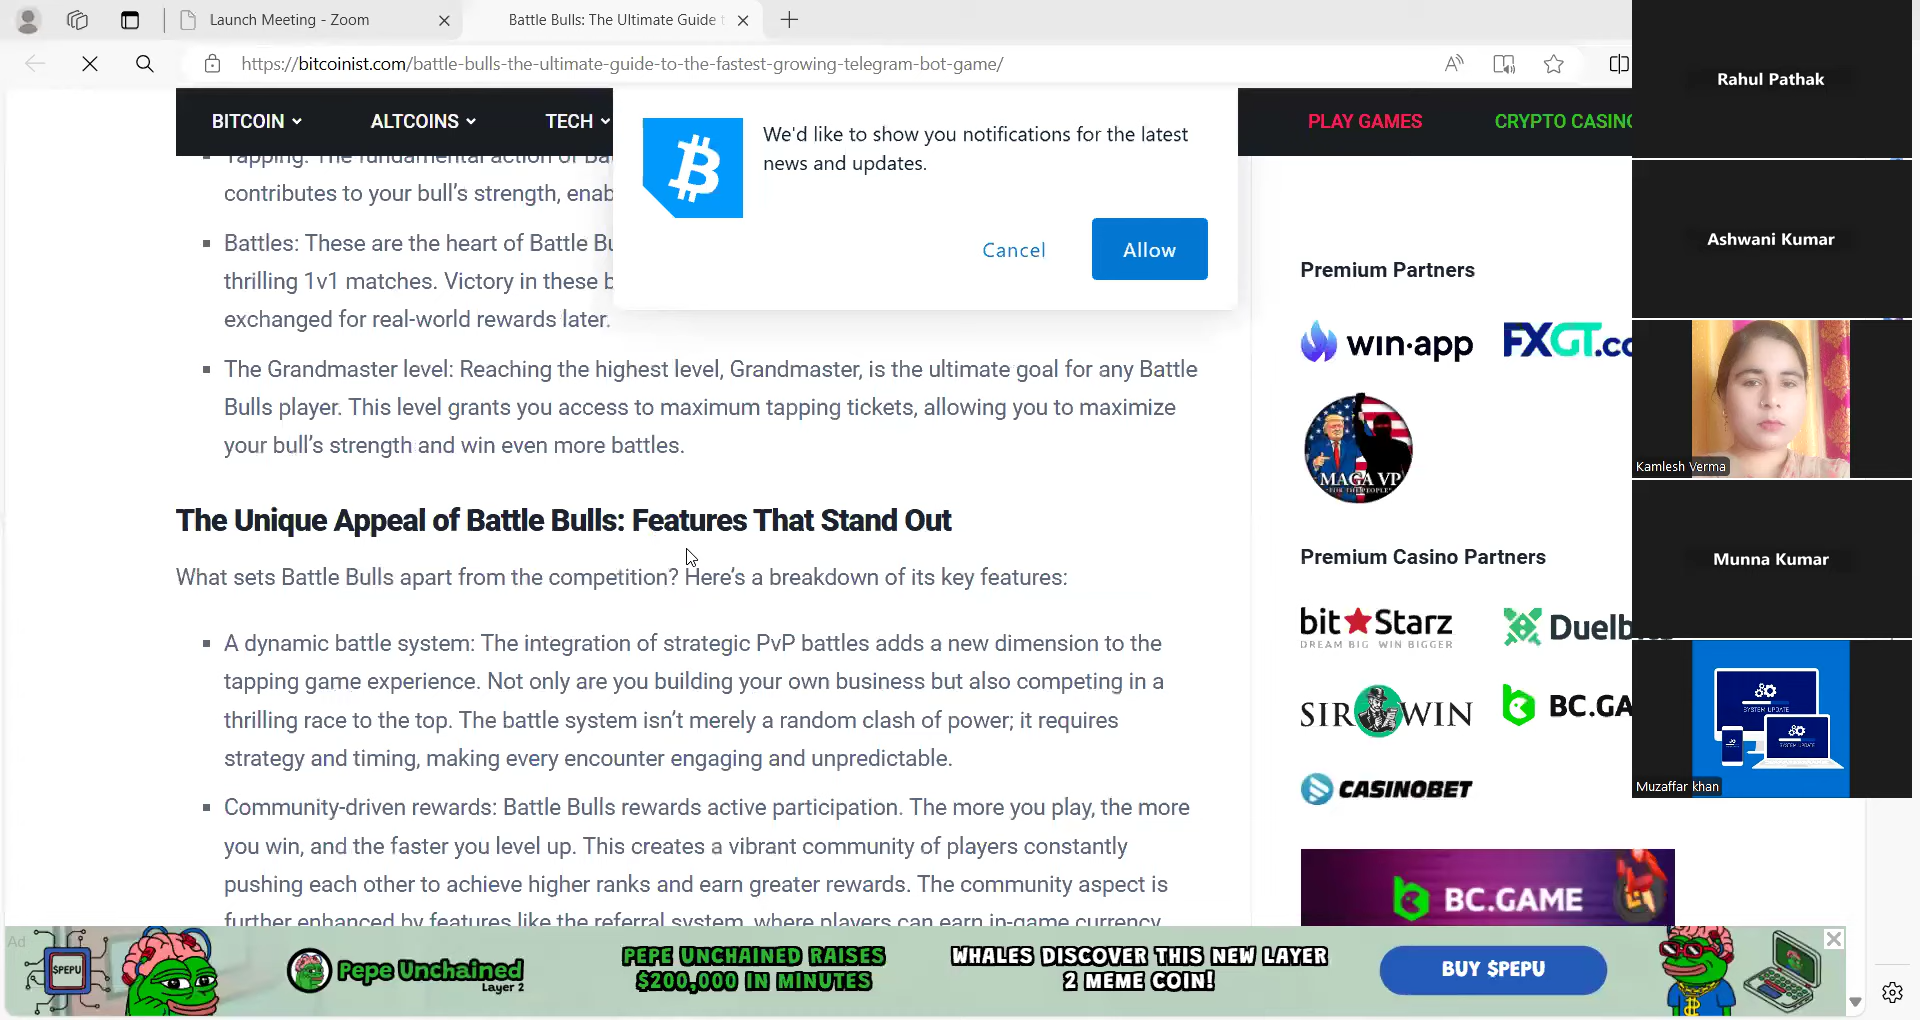 Launch Meeting - Zoom
Battle Bulls: The Ultimate Guide
https://bitcoinist.com/battle-bulls-the-ultimate-guide-to-the-fastest-growing-telegram-bot-game/
BITCOIN
ALTCOINS
TECH
PLAY GAMES
CRYPTO CASINO
We'd like to show you notifications for the latest
news and updates.
Cancel
Allow
Tapping: The fundamental action of Ba
contributes to your bull’s strength, enab
Battles: These are the heart of Battle Bu
thrilling 1v1 matches. Victory in these b
exchanged for real-world rewards later.
The Grandmaster level: Reaching the highest level, Grandmaster, is the ultimate goal for any Battle
Bulls player. This level grants you access to maximum tapping tickets, allowing you to maximize
your bull’s strength and win even more battles.
The Unique Appeal of Battle Bulls: Features That Stand Out
What sets Battle Bulls apart from the competition? Here’s a breakdown of its key features:
A dynamic battle system: The integration of strategic PvP battles adds a new dimension to the
tapping game experience. Not only are you building your own business but also competing in a
thrilling race to the top. The battle system isn’t merely a random clash of power; it requires
strategy and timing, making every encounter engaging and unpredictable.
Community-driven rewards: Battle Bulls rewards active participation. The more you play, the more
you win, and the faster you level up. This creates a vibrant community of players constantly
pushing each other to achieve higher ranks and earn greater rewards. The community aspect is
further enhanced by features like the referral system, where players can earn in-game currency
Premium Partners
win·app
FXGT.co
MAGA VP
"FOR THE PEOPLE"
Premium Casino Partners
bitStarz
DREAM BIG. WIN BIGGER
Duelb
SIRWIN
BC.GA
CASINOBET
BC.GAME
Rahul Pathak
Ashwani Kumar
Kamlesh Verma
Munna Kumar
SYSTEM UPDATE
SYSTEM UPDATE
Muzaffar khan
Ad
$PEPU
Pepe Unchained
Layer 2
PEPE UNCHAINED RAISES
$200,000 IN MINUTES
WHALES DISCOVER THIS NEW LAYER
2 MEME COIN!
BUY $PEPU